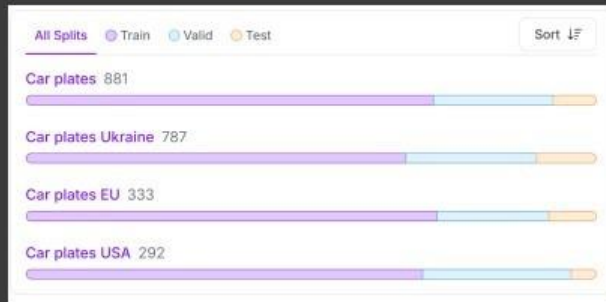 All Splits Train Valid Test Sort
Car plates 881
Car plates Ukraine 787
Car plates EU 333
Car plates USA 292